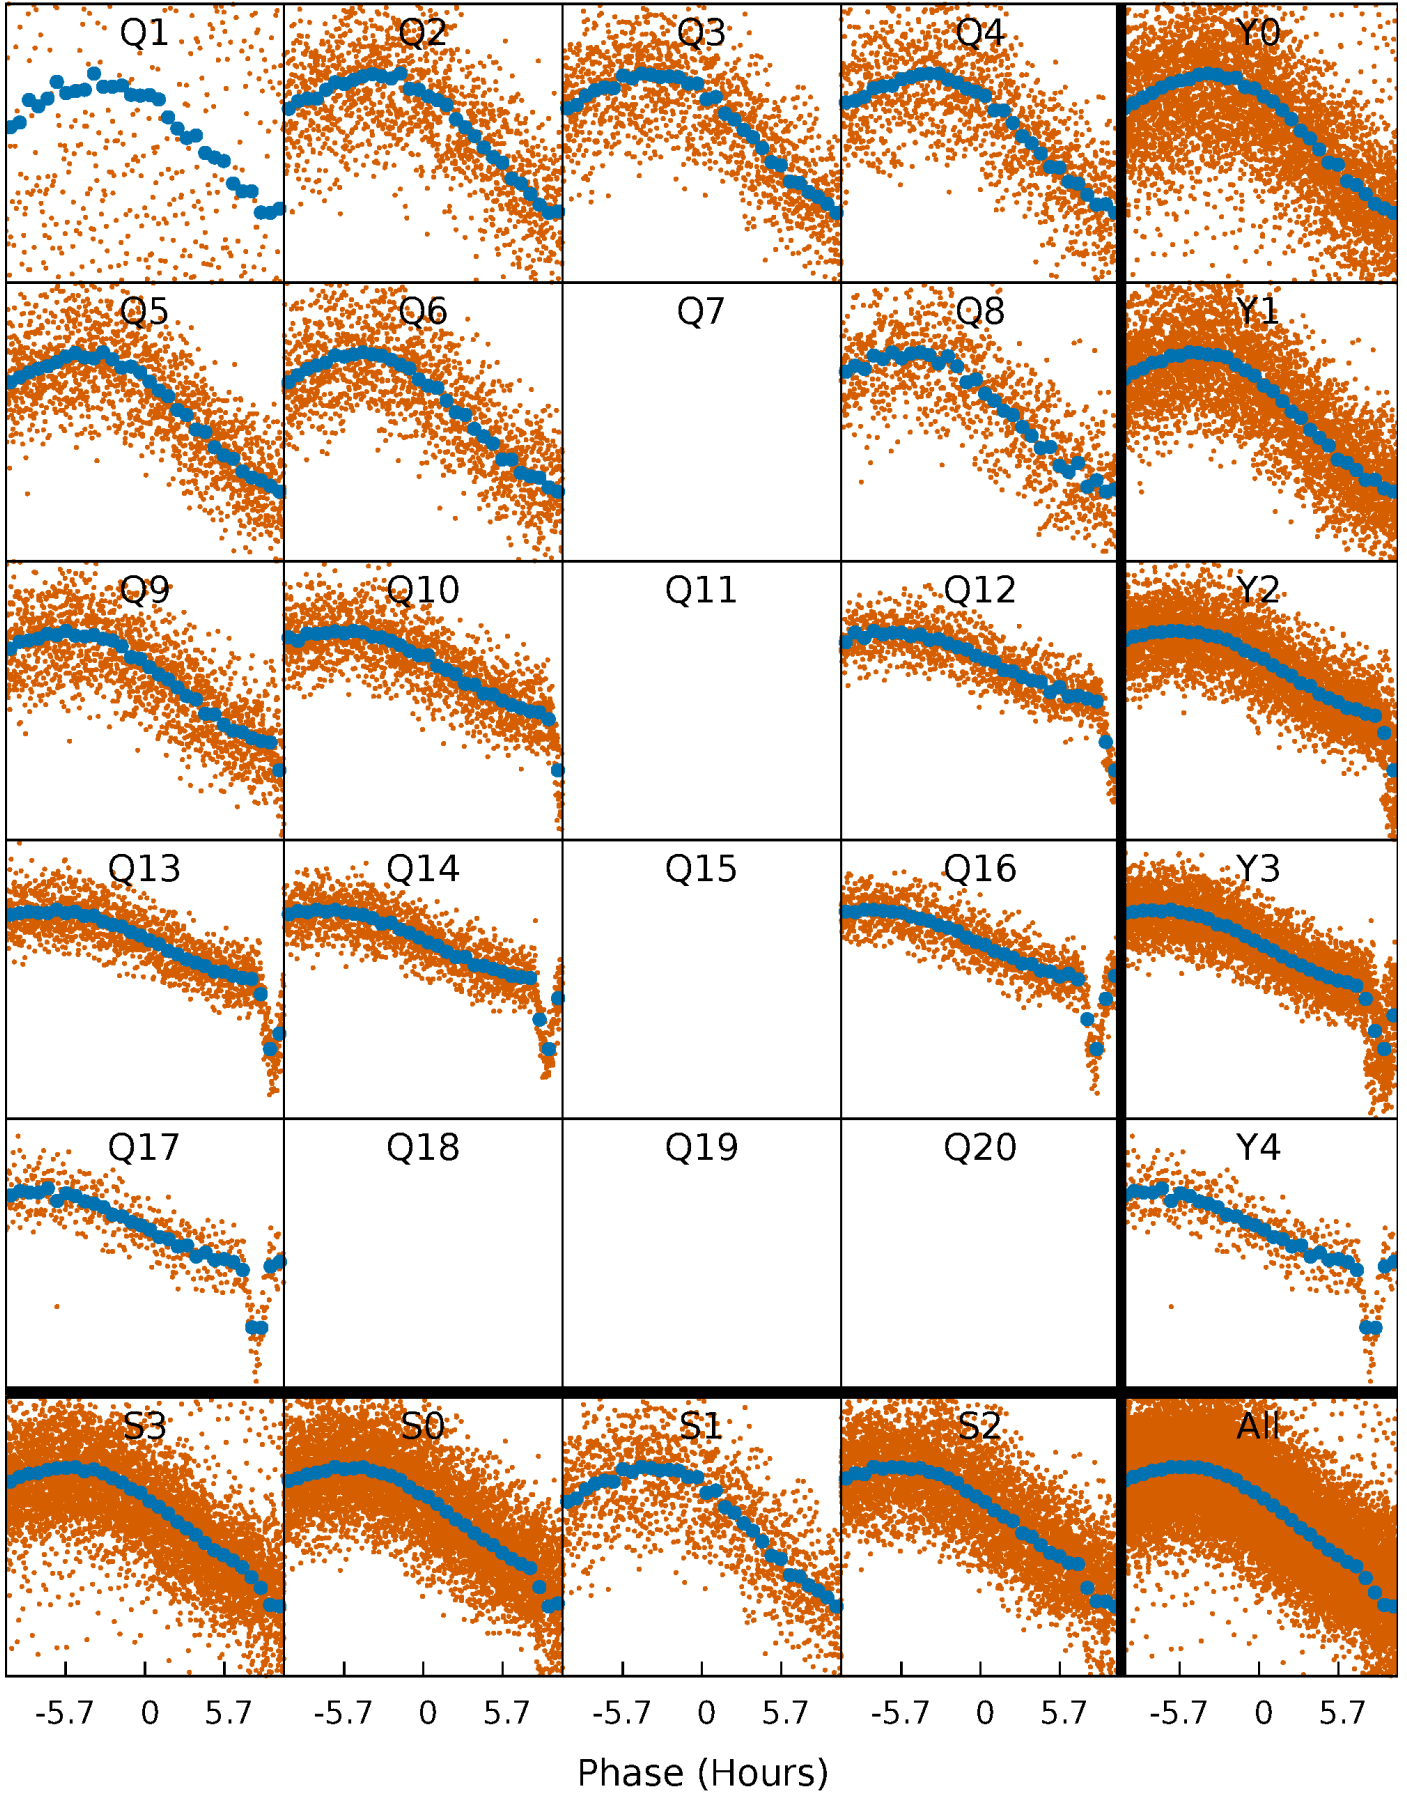 Q1 Q2 Q3 Q4 Y0
Q5 Q6 Q7 Q8 Y1
Q9 Q10 Q11 Q12 Y2
Q13 Q14 Q15 Q16 Y3
Q17 Q18 Q19 Q20 Y4
S3 S0 S1 S2 All
-5.7 0 5.7 -5.7 0 5.7 -5.7 0 5.7 -5.7 0 5.7 -5.7 0 5.7
Phase (Hours)